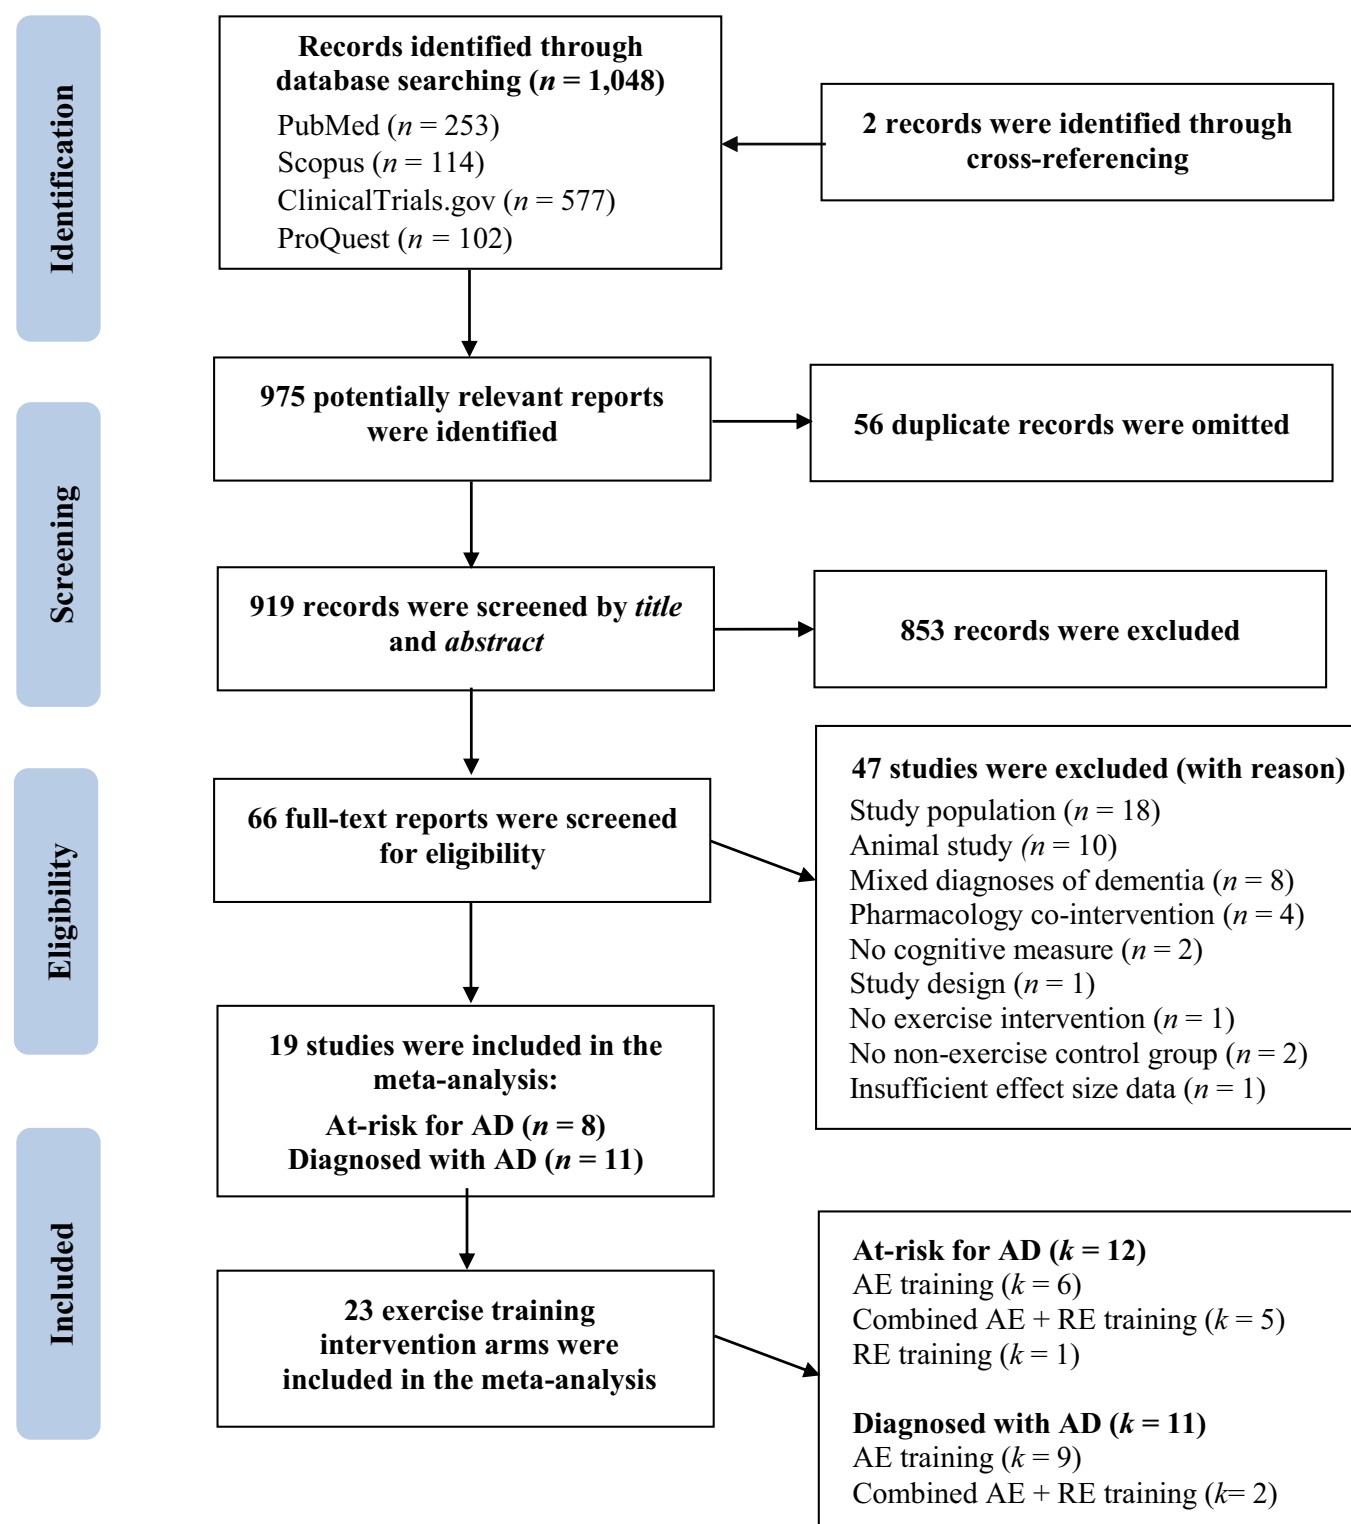 Identification
Records identified through
database searching (n = 1,048)
PubMed (n = 253)
Scopus (n = 114)
ClinicalTrials.gov (n = 577)
ProQuest (n = 102)
2 records were identified through
cross-referencing
Screening
975 potentially relevant reports
were identified
56 duplicate records were omitted
919 records were screened by title
and abstract
853 records were excluded
Eligibility
66 full-text reports were screened
for eligibility
47 studies were excluded (with reason)
Study population (n = 18)
Animal study (n = 10)
Mixed diagnoses of dementia (n = 8)
Pharmacology co-intervention (n = 4)
No cognitive measure (n = 2)
Study design (n = 1)
No exercise intervention (n = 1)
No non-exercise control group (n = 2)
Insufficient effect size data (n = 1)
19 studies were included in the
meta-analysis:
At-risk for AD (n = 8)
Diagnosed with AD (n = 11)
Included
23 exercise training
intervention arms were
included in the meta-analysis
At-risk for AD (k = 12)
AE training (k = 6)
Combined AE + RE training (k = 5)
RE training (k = 1)
Diagnosed with AD (k = 11)
AE training (k = 9)
Combined AE + RE training (k= 2)